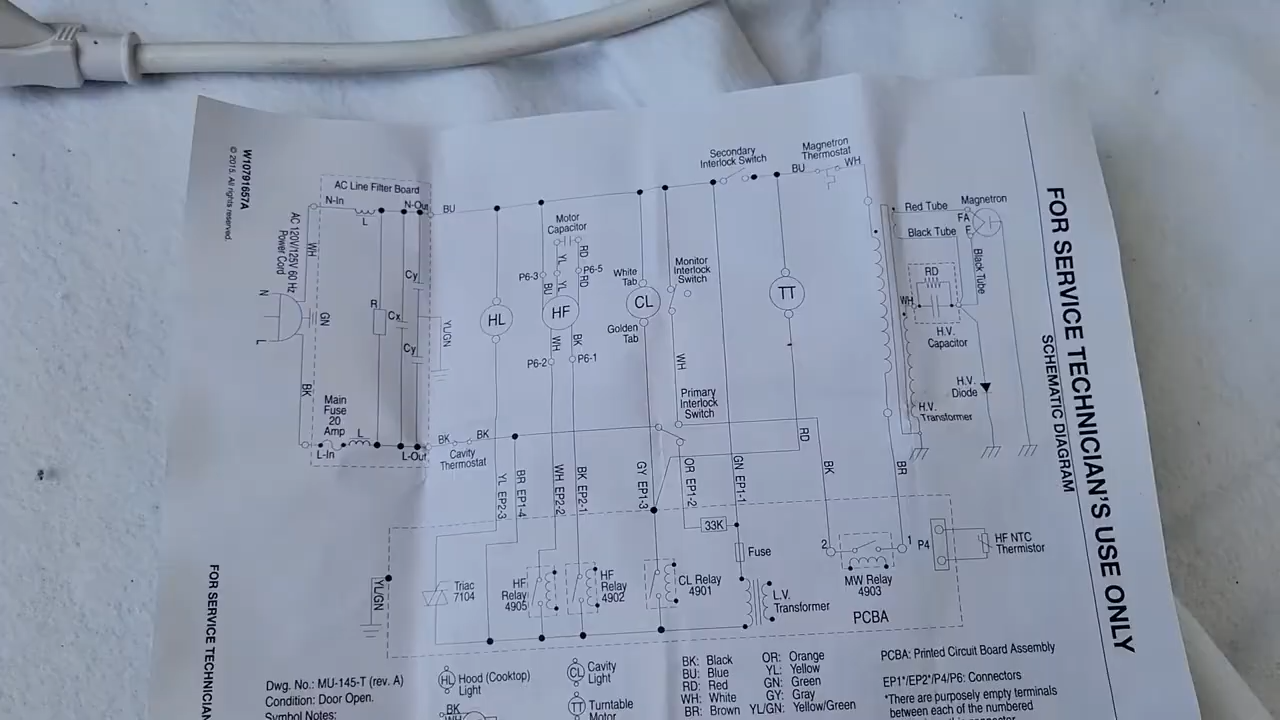 W10791657A
© 2015. All rights reserved.
FOR SERVICE TECHNICIAN'S USE ONLY
SCHEMATIC DIAGRAM
AC Line Filter Board
N-In
L
N-Out
BU
AC 120V/125V 60 Hz
Power Cord
WH
N
GN
L
BK
R
Cx
Cy
Cy
YL/GN
Main
Fuse
20
Amp
L-In
L
L-Out
BK
BK
Cavity
Thermostat
HL
Motor
Capacitor
YL
RD
P6-3
P6-5
BU
YL
RD
HF
WH
BK
P6-2
P6-1
White
Tab
CL
Golden
Tab
Monitor
Interlock
Switch
WH
Primary
Interlock
Switch
Secondary
Interlock Switch
TT
BU
Magnetron
Thermostat
WH
Red Tube
Magnetron
FA
F
Black Tube
Black Tube
RD
WH
H.V.
Capacitor
H.V.
Diode
H.V.
Transformer
YL EP2-3
BR EP1-4
WH EP2-2
BK EP2-1
GY EP1-3
OR EP1-2
GN EP1-1
RD
BK
BR
33K
Fuse
2
1
P4
HF NTC
Thermistor
YL/GN
Triac
7104
HF
Relay
4905
HF
Relay
4902
CL Relay
4901
L.V.
Transformer
MW Relay
4903
PCBA
FOR SERVICE TECHNICIAN
Dwg. No.: MU-145-T (rev. A)
Condition: Door Open.
Symbol Notes:
HL Hood (Cooktop)
Light
BK
WH
CL Cavity
Light
TT Turntable
Motor
BK: Black
BU: Blue
RD: Red
WH: White
BR: Brown
OR: Orange
YL: Yellow
GN: Green
GY: Gray
YL/GN: Yellow/Green
PCBA: Printed Circuit Board Assembly
EP1*/EP2*/P4/P6: Connectors
*There are purposely empty terminals
between each of the numbered